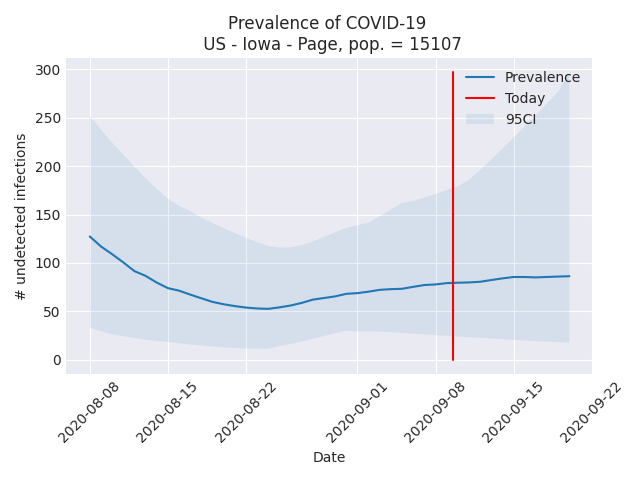 Prevalence of COVID-19
US - Iowa - Page, pop. = 15107
300
250
200
150
100
50
0
# undetected infections
Prevalence
Today
95CI
2020-08-08
2020-08-15
2020-08-22
2020-09-01
2020-09-08
2020-09-15
2020-09-22
Date